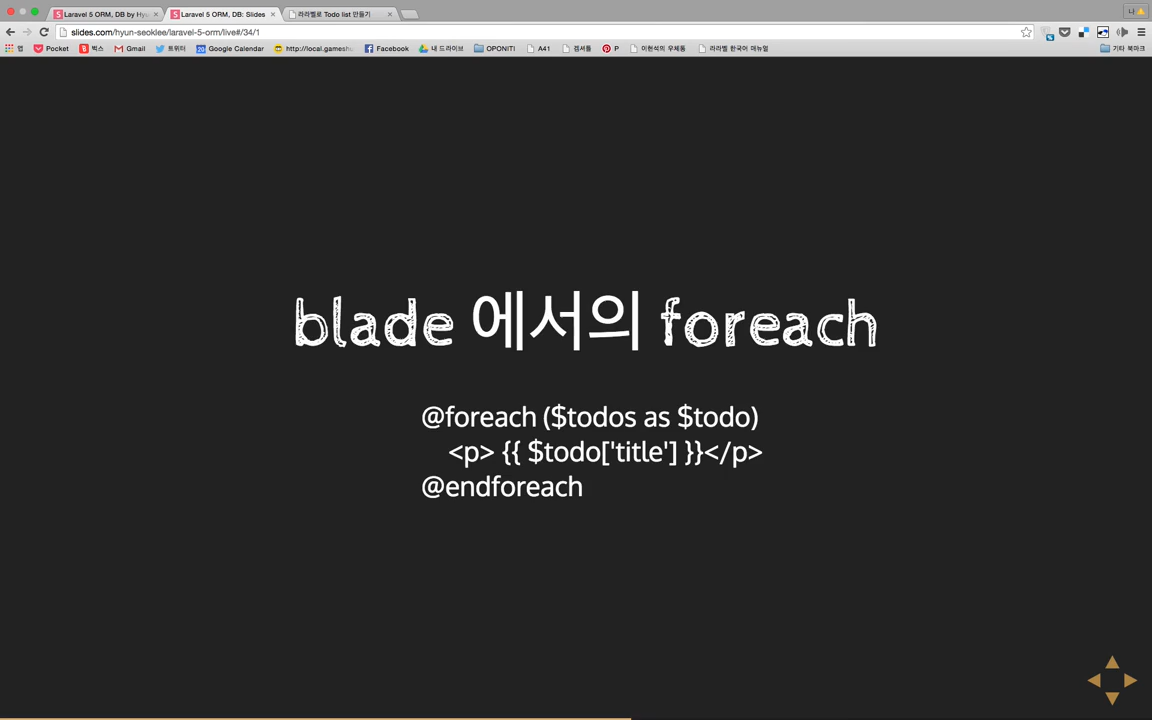 Laravel 5 ORM, DB by Hyu
Laravel 5 ORM, DB: Slides
라라벨로 Todo list 만들기
나
slides.com/hyun-seoklee/laravel-5-orm/live#/34/1
앱
Pocket
벅스
Gmail
트위터
Google Calendar
http://local.gameshu
Facebook
내 드라이브
OPONITI
A41
겜셔틀
P
이현석의 우체통
라라벨 한국어 매뉴얼
기타 북마크
blade 에서의 foreach
@foreach ($todos as $todo)
<p> {{ $todo['title'] }}</p>
@endforeach